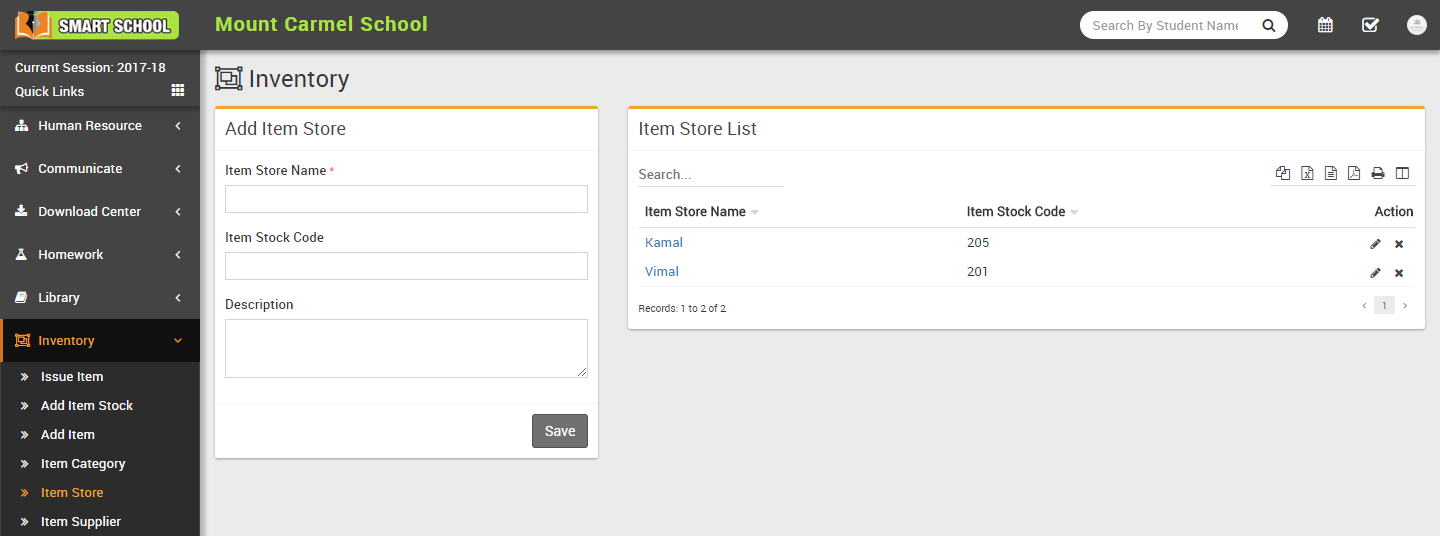 SMART SCHOOL
Mount Carmel School
Search By Student Name
Current Session: 2017-18
Quick Links
Human Resource
Communicate
Download Center
Homework
Library
Inventory
Issue Item
Add Item Stock
Add Item
Item Category
Item Store
Item Supplier
Inventory
Add Item Store
Item Store Name *
Item Stock Code
Description
Save
Item Store List
Search...
Item Store Name Item Stock Code Action
Kamal 205
Vimal 201
Records: 1 to 2 of 2
1